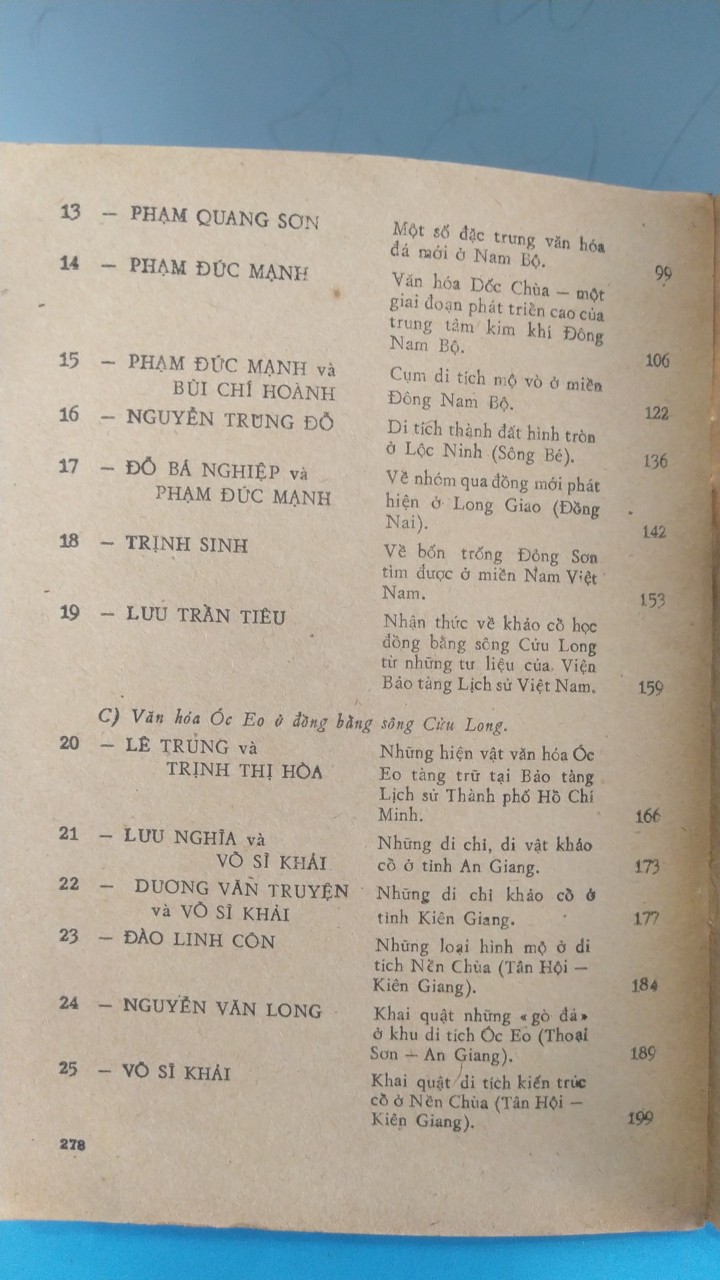 13 — PHẠM QUANG SƠN Một số đặc trưng văn hóa
đá mới ở Nam Bộ. 99
14 — PHẠM ĐỨC MẠNH Văn hóa Dốc Chùa — một
giai đoạn phát triển cao của
trung tâm kim khí Đông
Nam Bộ. 106
15 — PHẠM ĐỨC MẠNH và Cụm di tích mộ vò ở miền
BÙI CHÍ HOÀNH Đông Nam Bộ. 122
16 — NGUYỄN TRUNG ĐỖ Di tích thành đất hình tròn
ở Lộc Ninh (Sông Bé). 136
17 — ĐỖ BÁ NGHIỆP và Về nhóm qua đồng mới phát
PHẠM ĐỨC MẠNH hiện ở Long Giao (Đồng
Nai). 142
18 — TRỊNH SINH Về bốn trống Đông Sơn
tìm được ở miền Nam Việt
Nam. 153
19 — LƯU TRẦN TIÊU Nhận thức về khảo cổ học
đồng bằng sông Cửu Long
từ những tư liệu của Viện
Bảo tàng Lịch sử Việt Nam. 159
C) Văn hóa Óc Eo ở đồng bằng sông Cửu Long.
20 — LÊ TRUNG và Những hiện vật văn hóa Óc
TRỊNH THỊ HÒA Eo tàng trữ tại Bảo tàng
Lịch sử Thành phố Hồ Chí
Minh. 166
21 — LƯU NGHĨA và Những di chỉ, di vật khảo
VÕ SĨ KHẢI cổ ở tỉnh An Giang. 173
22 — DƯƠNG VĂN TRUYỆN Những di chỉ khảo cổ ở
và VÕ SĨ KHẢI tỉnh Kiên Giang. 177
23 — ĐÀO LINH CÔN Những loại hình mộ ở di
tích Nền Chùa (Tân Hội —
Kiên Giang). 184
24 — NGUYỄN VĂN LONG Khai quật những «gò đá»
ở khu di tích Óc Eo (Thoại
Sơn — An Giang). 189
25 — VÕ SĨ KHẢI Khai quật di tích kiến trúc
cổ ở Nền Chùa (Tân Hội —
Kiên Giang). 199
278